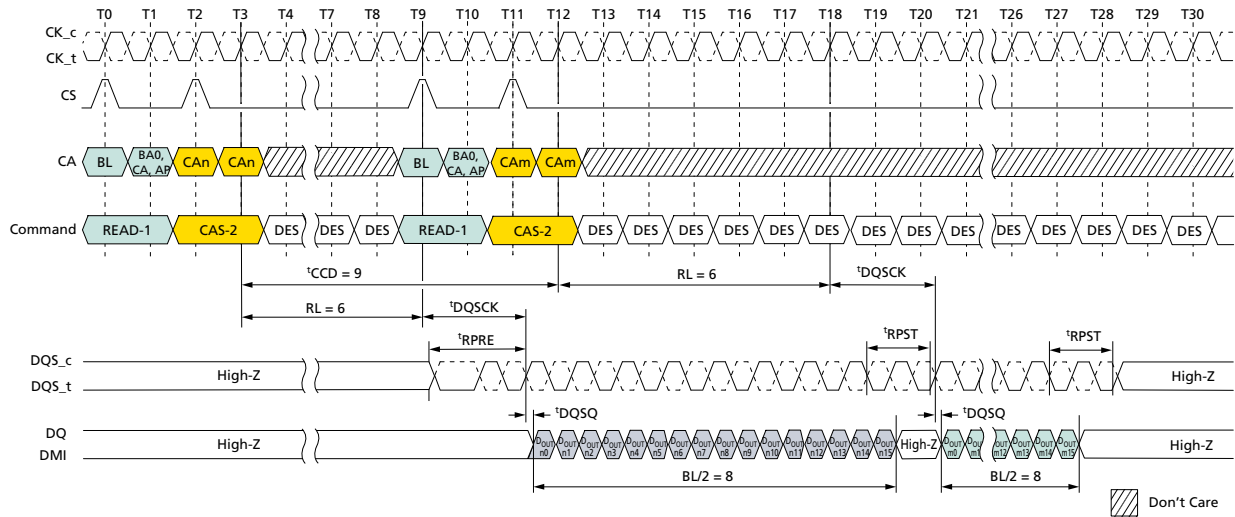 T0 T1 T2 T3 T4 T7 T8 T9 T10 T11 T12 T13 T14 T15 T16 T17 T18 T19 T20 T21 T26 T27 T28 T29 T30
CK_c
CK_t
CS
CA BL BA0, CA, AP CAn CAn BL BA0, CA, AP CAm CAm
Command READ-1 CAS-2 DES DES DES READ-1 CAS-2 DES DES DES DES DES DES DES DES DES DES DES DES DES DES
tCCD = 9 RL = 6 tDQSCK
RL = 6 tDQSCK
tRPRE tRPST tRPST
DQS_c
DQS_t
High-Z High-Z
tDQSQ tDQSQ
DQ
DMI
High-Z DOUT n0 DOUT n1 DOUT n2 DOUT n3 DOUT n4 DOUT n5 DOUT n6 DOUT n7 DOUT n8 DOUT n9 DOUT n10 DOUT n11 DOUT n12 DOUT n13 DOUT n14 DOUT n15 High-Z DOUT m0 DOUT m1 DOUT m12 DOUT m13 DOUT m14 DOUT m15 High-Z
BL/2 = 8 BL/2 = 8
Don't Care